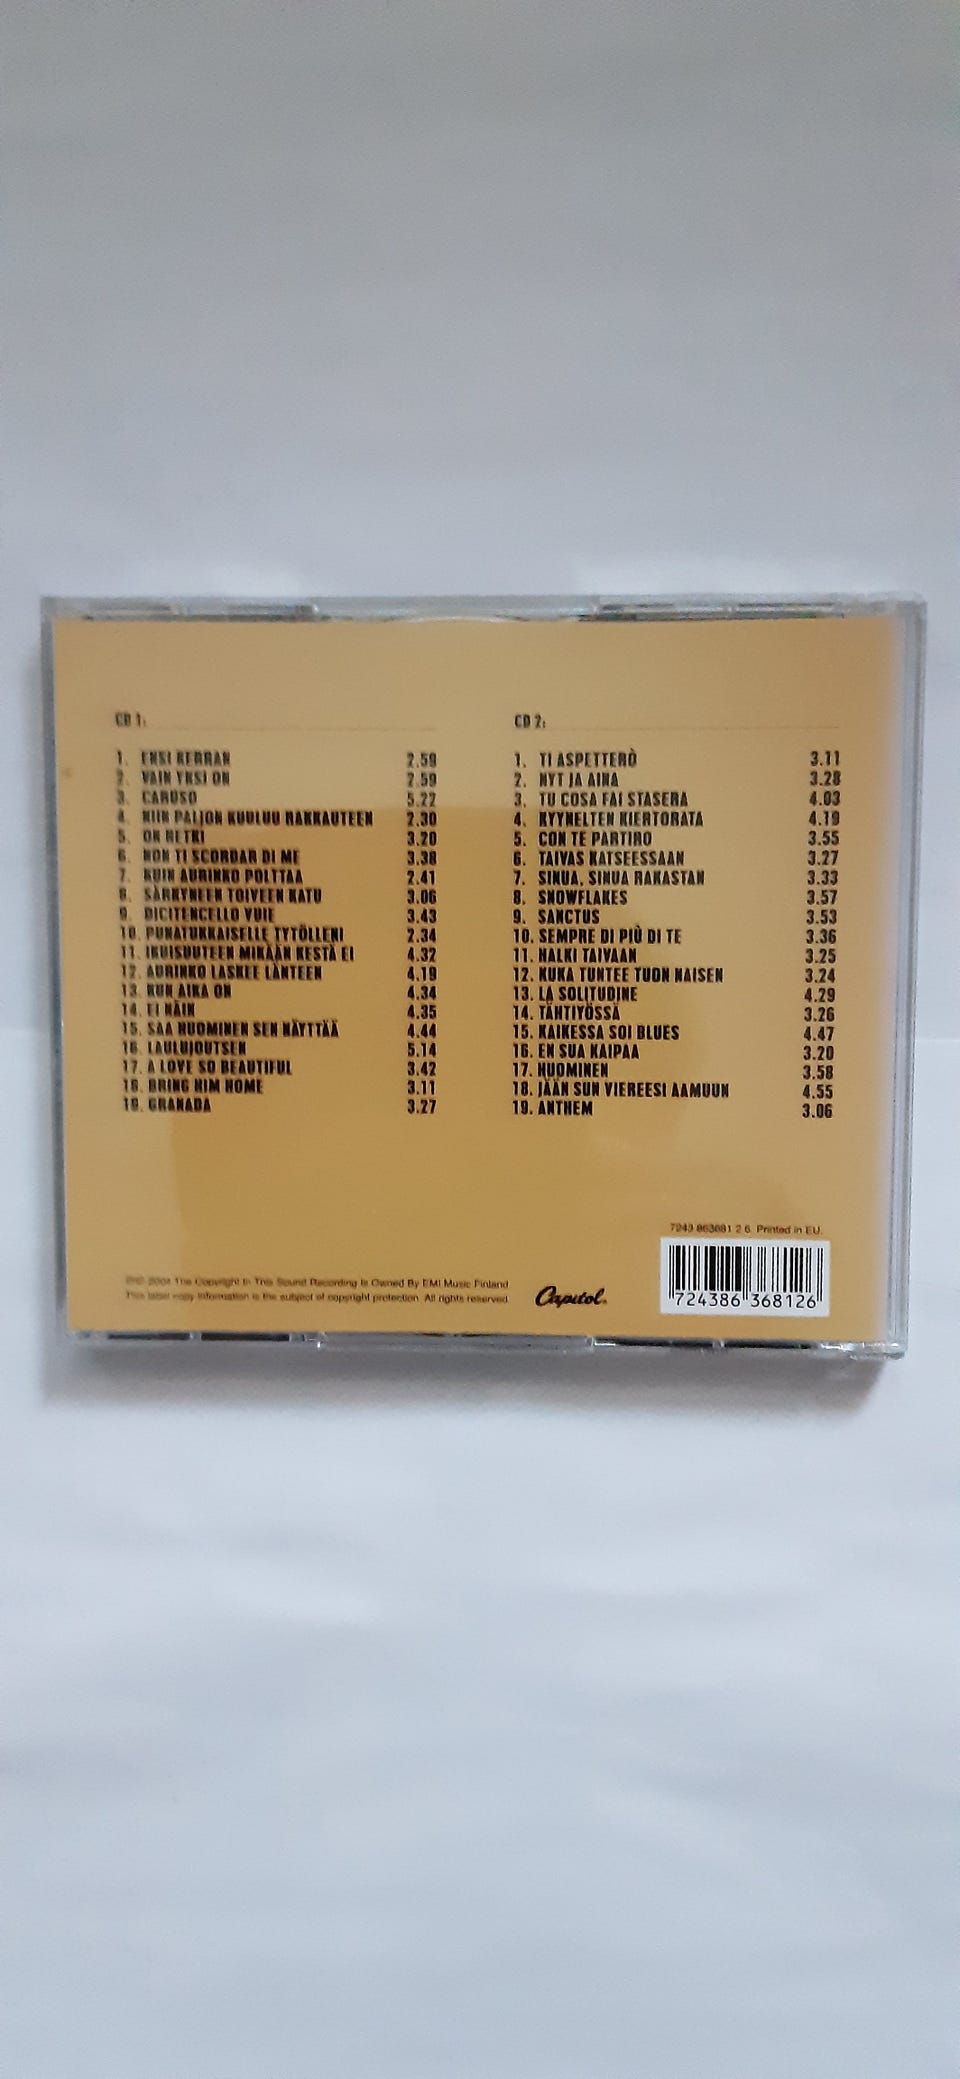 CD 1:
1. ENSI KERRAN 2.59
2. VAIN YKSI ON 2.59
3. CARUSO 5.22
4. NIIN PALJON KUULUU RAKKAUTEEN 2.30
5. ON HETKI 3.20
6. NON TI SCORDAR DI ME 3.38
7. KUIN AURINKO POLTTAA 2.41
8. SÄRKYNEEN TOIVEEN KATU 3.06
9. DICITENCELLO VUIE 3.43
10. PUNATUKKAISELLE TYTÖLLENI 2.34
11. IKUISUUTEEN MIKÄÄN KESTÄ EI 4.32
12. AURINKO LASKEE LÄNTEEN 4.19
13. KUN AIKA ON 4.34
14. EI NÄIN 4.35
15. SAA HUOMINEN SEN NÄYTTÄÄ 4.44
16. LAULUJOUTSEN 5.14
17. A LOVE SO BEAUTIFUL 3.42
18. BRING HIM HOME 3.11
19. GRANADA 3.27
CD 2:
1. TI ASPETTERÒ 3.11
2. NYT JA AINA 3.28
3. TU COSA FAI STASERA 4.03
4. KYYNELTEN KIERTORATA 4.19
5. CON TE PARTIRO 3.55
6. TAIVAS KATSEESSAAN 3.27
7. SINUA, SINUA RAKASTAN 3.33
8. SNOWFLAKES 3.57
9. SANCTUS 3.53
10. SEMPRE DI PIÙ DI TE 3.36
11. HALKI TAIVAAN 3.25
12. KUKA TUNTEE TUON NAISEN 3.24
13. LA SOLITUDINE 4.29
14. TÄHTIYÖSSÄ 3.26
15. KAIKESSA SOI BLUES 4.47
16. EN SUA KAIPAA 3.20
17. HUOMINEN 3.58
18. JÄÄN SUN VIEREESI AAMUUN 4.55
19. ANTHEM 3.06
7243 863681 2 6. Printed in EU.
2004 The Copyright In This Sound Recording Is Owned By EMI Music Finland.
This label copy information is the subject of copyright protection. All rights reserved.
Capitol.
724386 368126